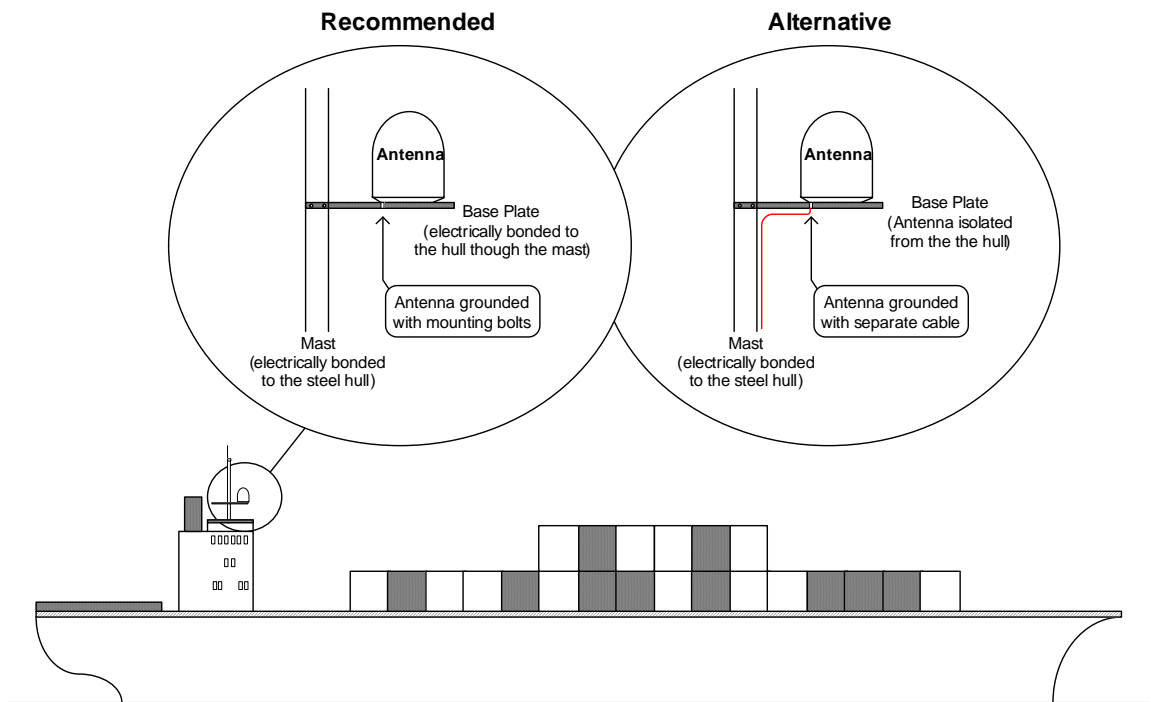 Recommended
Alternative
Antenna
Base Plate
(electrically bonded to
the hull though the mast)
Antenna grounded
with mounting bolts
Mast
(electrically bonded
to the steel hull)
Antenna
Base Plate
(Antenna isolated
from the the hull)
Antenna grounded
with separate cable
Mast
(electrically bonded
to the steel hull)